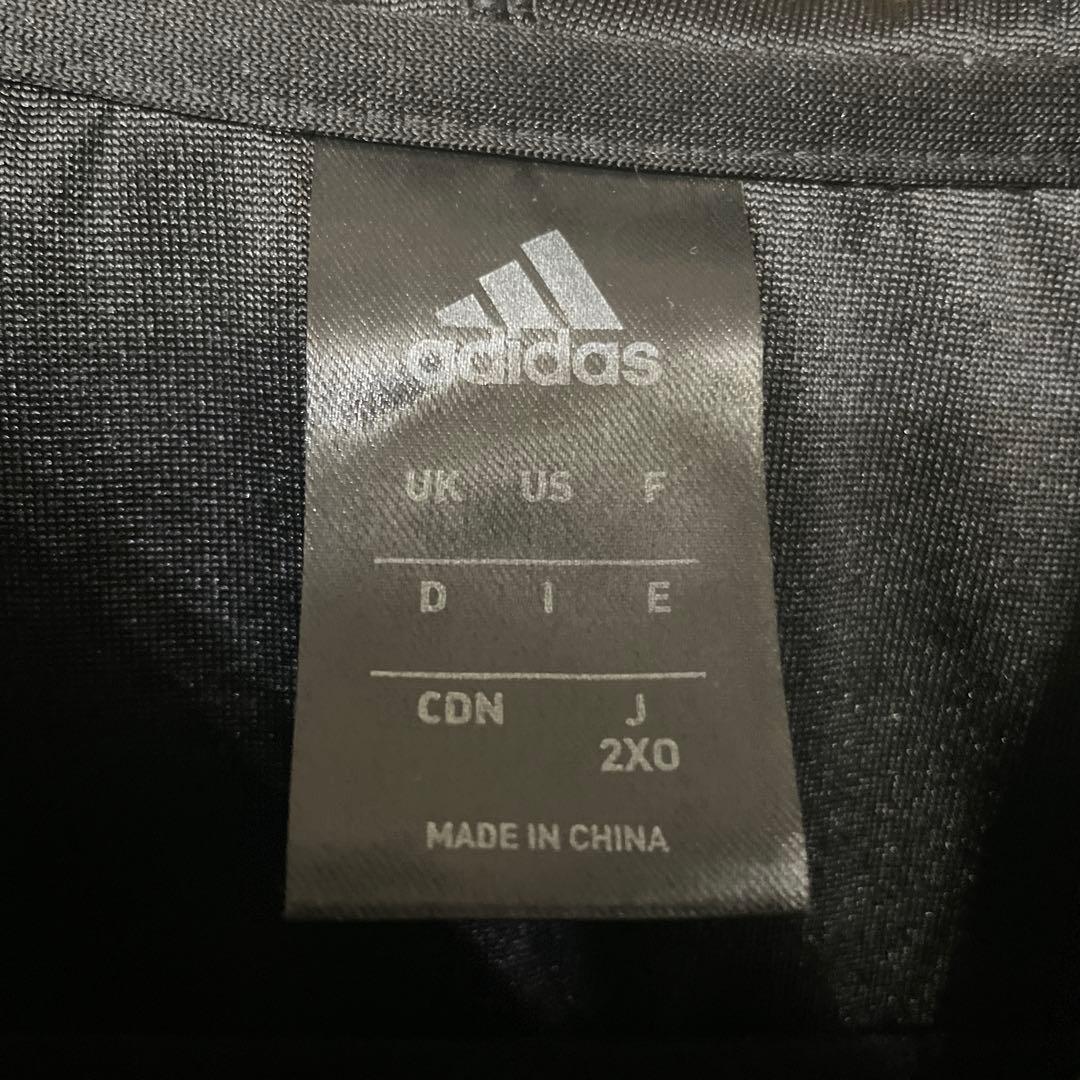 adidas
UK US F
D I E
CDN J
2XO
MADE IN CHINA